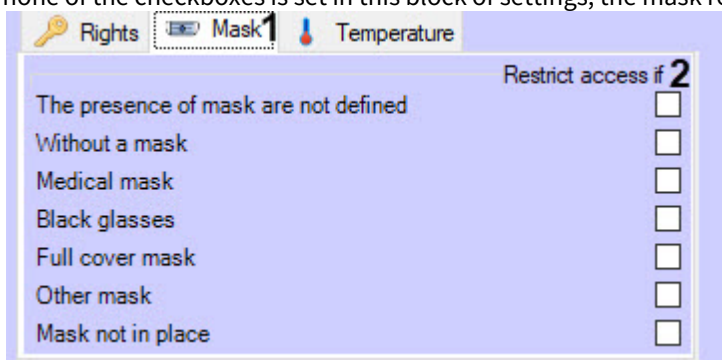 none of the checkboxes is set in this block of settings, the mask
Rights Mask 1 Temperature
Restrict access if 2
The presence of mask are not defined
Without a mask
Medical mask
Black glasses
Full cover mask
Other mask
Mask not in place